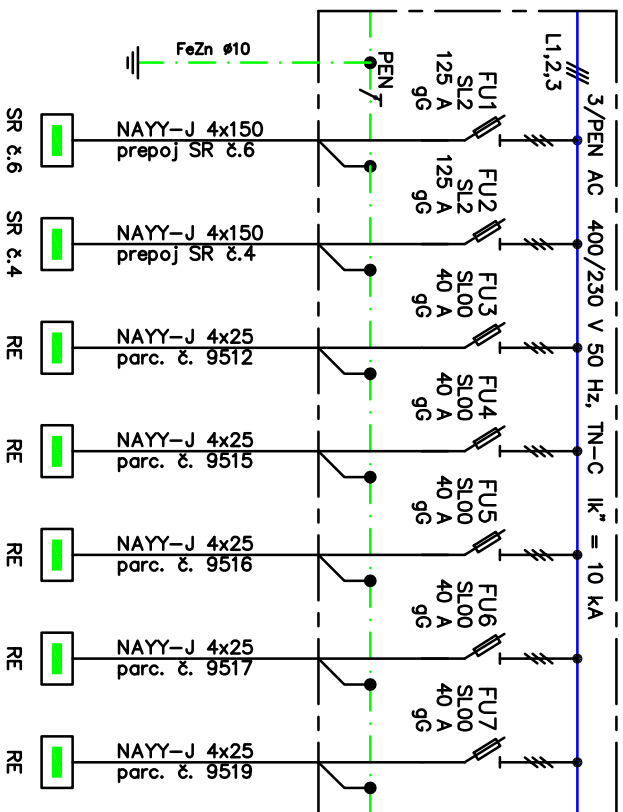 3/PEN AC 400/230 V 50 Hz, TN-C Ik" = 10 kA
L1,2,3
PEN
FeZn ø10
FU1
SL2
125 A
gG
NAYY-J 4x150
prepoj SR č.6
SR č.6
FU2
SL2
125 A
gG
NAYY-J 4x150
prepoj SR č.4
SR č.4
FU3
SL00
40 A
gG
NAYY-J 4x25
parc. č. 9512
RE
FU4
SL00
40 A
gG
NAYY-J 4x25
parc. č. 9515
RE
FU5
SL00
40 A
gG
NAYY-J 4x25
parc. č. 9516
RE
FU6
SL00
40 A
gG
NAYY-J 4x25
parc. č. 9517
RE
FU7
SL00
40 A
gG
NAYY-J 4x25
parc. č. 9519
RE